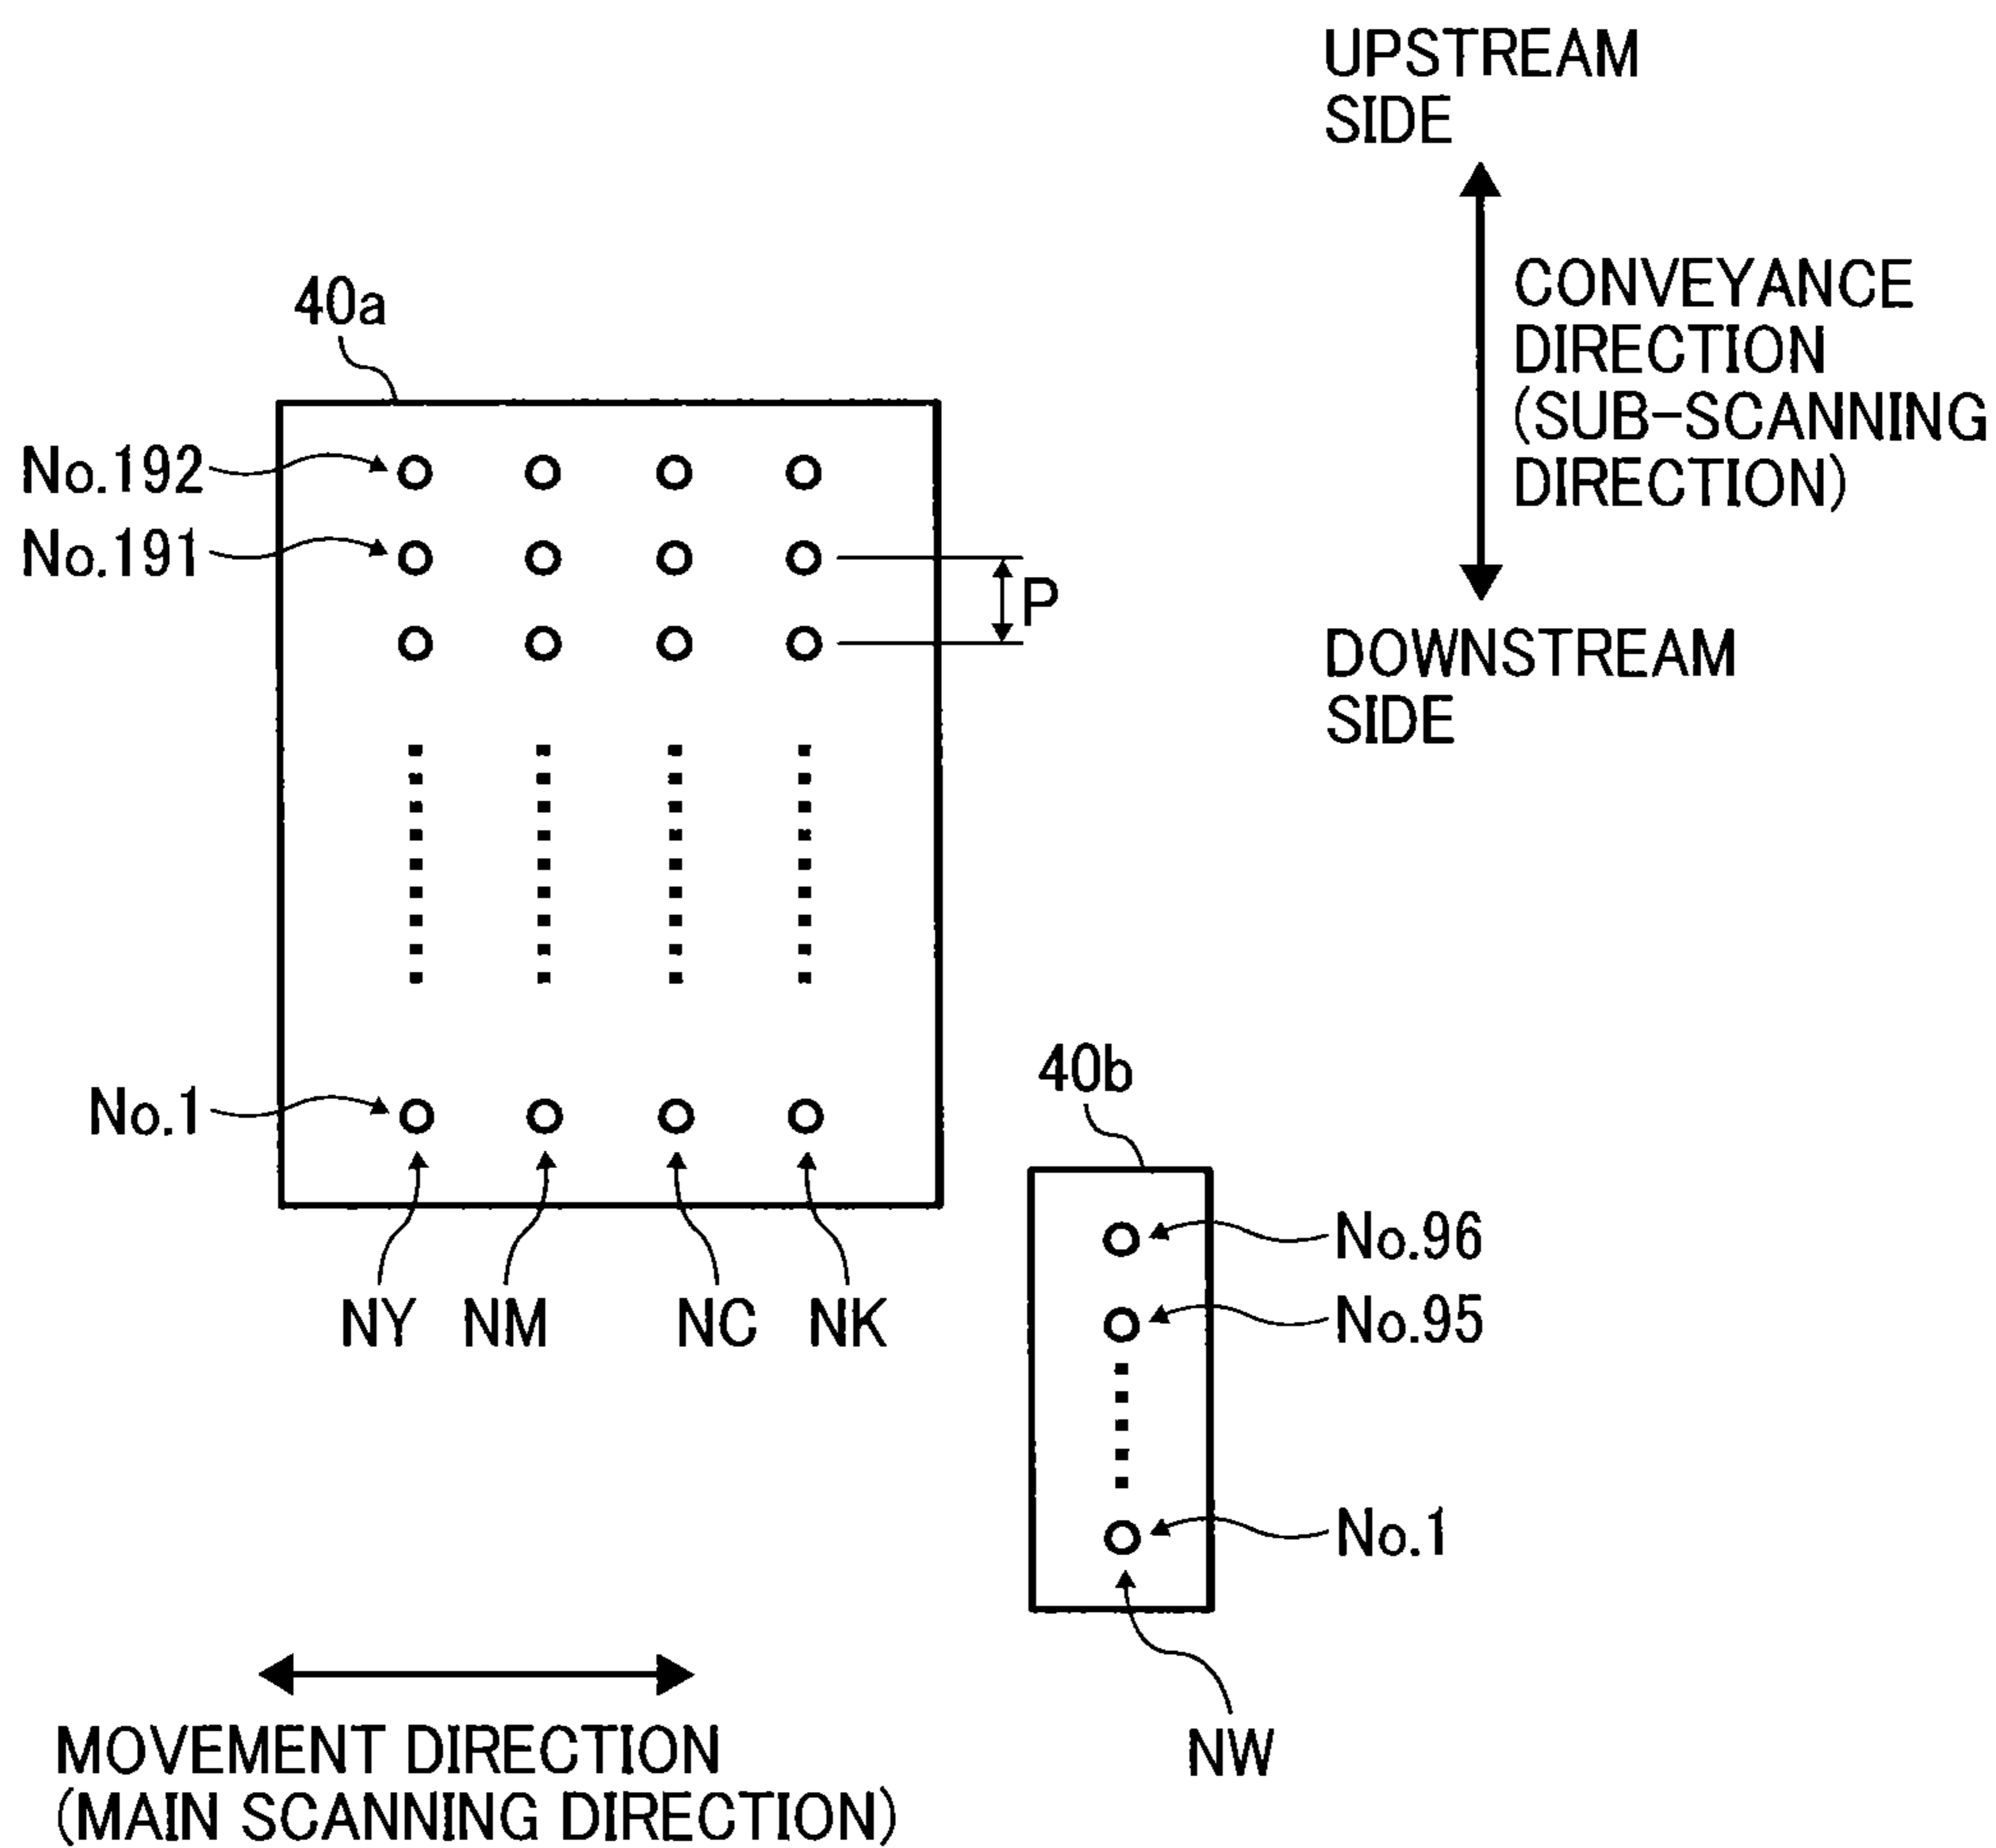 UPSTREAM
SIDE
CONVEYANCE
DIRECTION
(SUB-SCANNING
DIRECTION)
DOWNSTREAM
SIDE
40a
No.192
No.191
P
No.1
NY NM NC NK
40b
No.96
No.95
No.1
NW
MOVEMENT DIRECTION
(MAIN SCANNING DIRECTION)